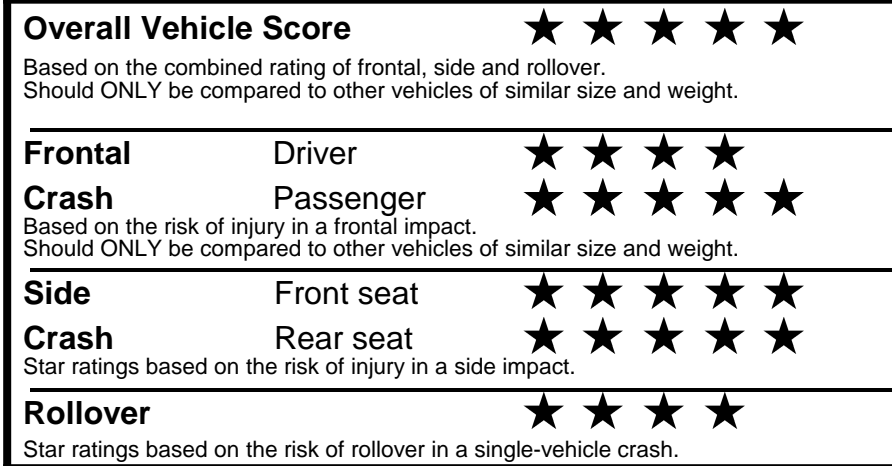 Overall Vehicle Score ★ ★ ★ ★ ★
Based on the combined rating of frontal, side and rollover.
Should ONLY be compared to other vehicles of similar size and weight.
Frontal Driver ★ ★ ★ ★
Crash Passenger ★ ★ ★ ★ ★
Based on the risk of injury in a frontal impact.
Should ONLY be compared to other vehicles of similar size and weight.
Side Front seat ★ ★ ★ ★ ★
Crash Rear seat ★ ★ ★ ★ ★
Star ratings based on the risk of injury in a side impact.
Rollover ★ ★ ★ ★
Star ratings based on the risk of rollover in a single-vehicle crash.